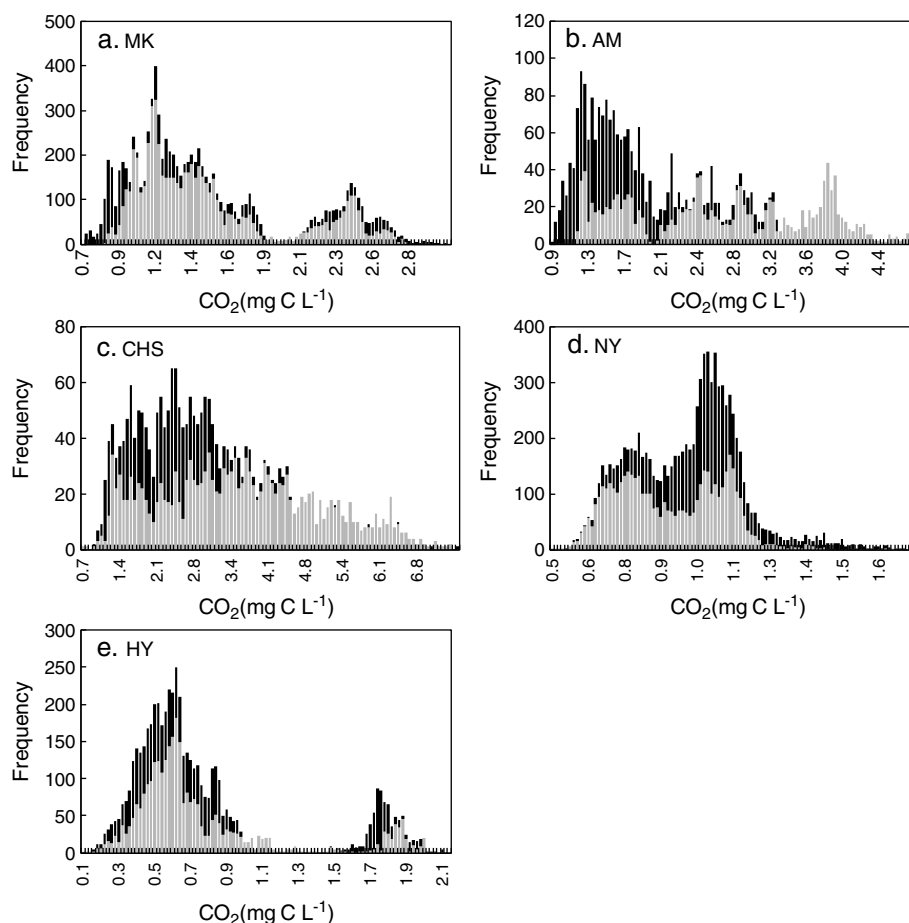 a. MK
500
400
300
200
100
0
Frequency
0.7 0.9 1.2 1.4 1.6 1.9 2.1 2.3 2.6 2.8
CO₂(mg C L⁻¹)
b. AM
120
100
80
60
40
20
0
Frequency
0.9 1.3 1.7 2.1 2.4 2.8 3.2 3.6 4.0 4.4
CO₂(mg C L⁻¹)
c. CHS
80
60
40
20
0
Frequency
0.7 1.4 2.1 2.8 3.4 4.1 4.8 5.4 6.1 6.8
CO₂(mg C L⁻¹)
d. NY
400
300
200
100
0
Frequency
0.5 0.6 0.8 0.9 1.0 1.1 1.3 1.4 1.5 1.6
CO₂(mg C L⁻¹)
e. HY
300
250
200
150
100
50
0
Frequency
0.1 0.3 0.5 0.7 0.9 1.1 1.3 1.5 1.7 1.9 2.1
CO₂(mg C L⁻¹)